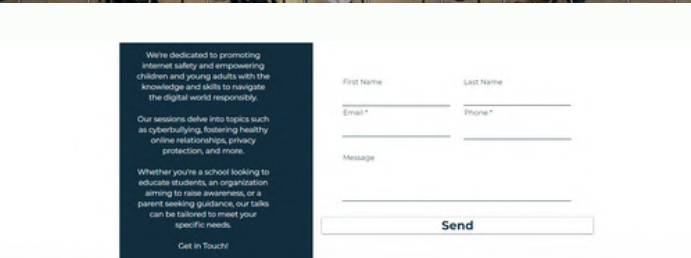 We're dedicated to promoting
internet safety and empowering
children and young adults with the
knowledge and skills to navigate
the digital world responsibly.
Our sessions delve into topics such
as cyberbullying, fostering healthy
online relationships, privacy
protection, and more.
Whether you're a school looking to
educate students, an organization
aiming to raise awareness, or a
parent seeking guidance, our talks
can be tailored to meet your
specific needs.
Get in Touch!
First Name
Last Name
Email *
Phone *
Message
Send